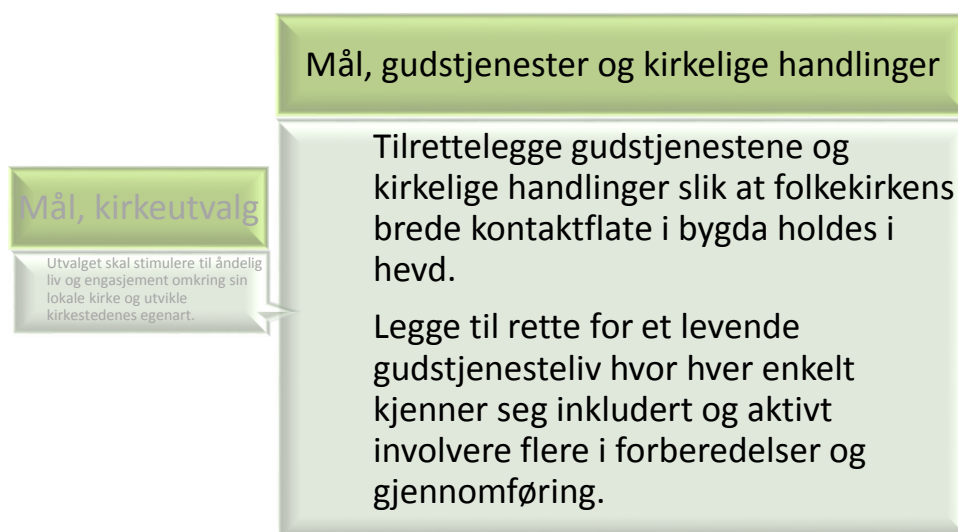 Mål, kirkeutvalg
Utvalget skal stimulere til åndelig
liv og engasjement omkring sin
lokale kirke og utvikle
kirkestedenes egenart.
Mål, gudstjenester og kirkelige handlinger
Tilrettelegge gudstjenestene og
kirkelige handlinger slik at folkekirkens
brede kontaktflate i bygda holdes i
hevd.
Legge til rette for et levende
gudstjenesteliv hvor hver enkelt
kjenner seg inkludert og aktivt
involvere flere i forberedelser og
gjennomføring.